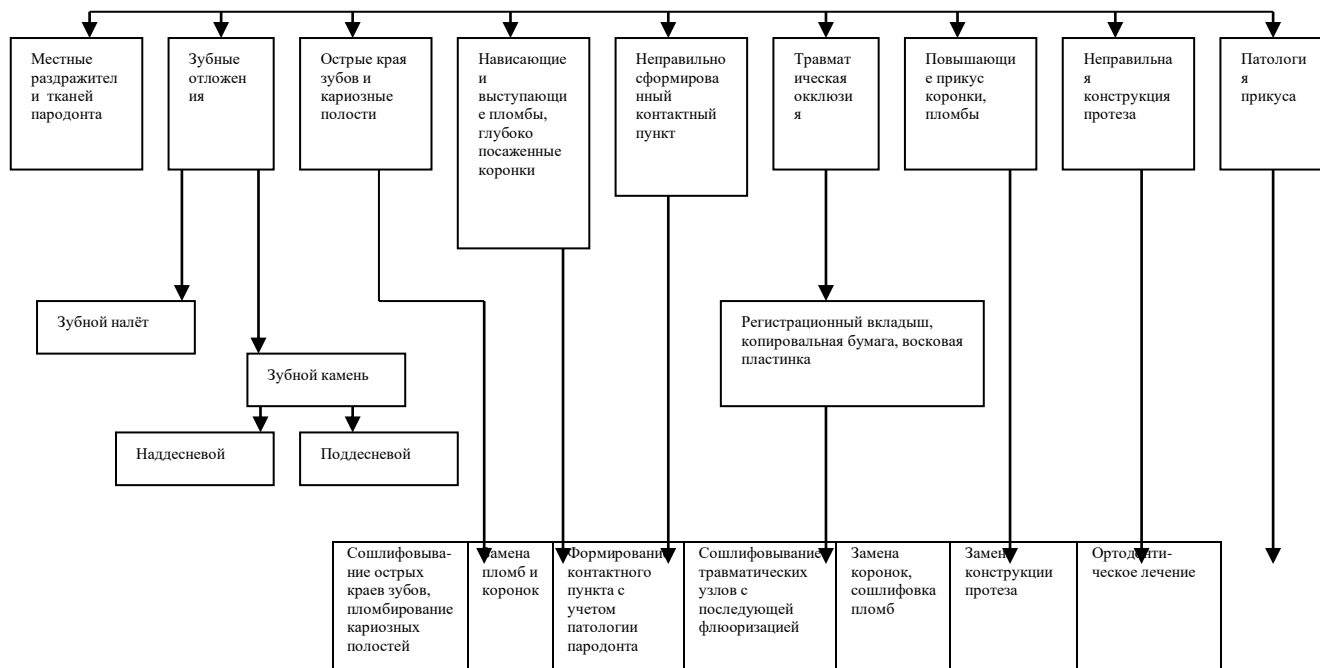 Местные
раздражител
и тканей
пародонта
Зубные
отложен
ия
Острые края
зубов и
кариозные
полости
Нависающие
и
выступающи
е пломбы,
глубоко
посаженные
коронки
Неправильно
сформирова
нный
контактный
пункт
Травмат
ическая
окклюзи
я
Повышающи
е прикус
коронки,
пломбы
Неправильна
я
конструкция
протеза
Патологи
я
прикуса
Зубной налёт
Зубной камень
Наддесневой
Поддесневой
Регистрационный вкладыш,
копировальная бумага, восковая
пластинка
Сошлифовыва-
ние острых
краев зубов,
пломбирование
кариозных
полостей
Замена
пломб и
коронок
Формирование
контактного
пункта с
учетом
патологии
пародонта
Сошлифовывание
травматических
узлов с
последующей
флюоризацией
Замена
коронок,
сошлифовка
пломб
Замена
конструкции
протеза
Ортодонти-
ческое лечение